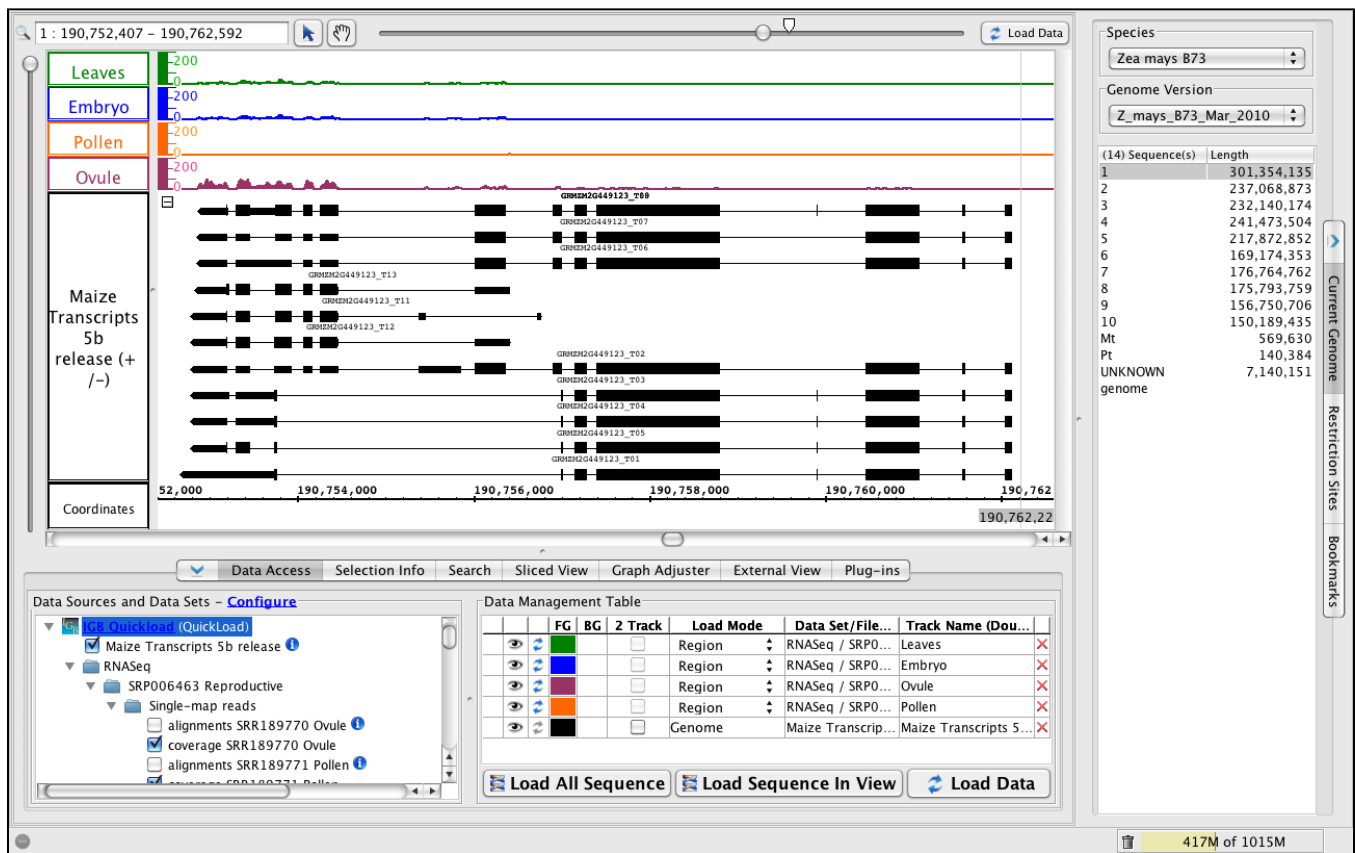 1 : 190,752,407 – 190,762,592
Load Data
Leaves
200
0
Embryo
200
0
Pollen
200
0
Ovule
200
0
Maize
Transcripts
5b
release (+
/-)
GRMZM2G449123_T07
GRMZM2G449123_T06
GRMZM2G449123_T13
GRMZM2G449123_T11
GRMZM2G449123_T12
GRMZM2G449123_T02
GRMZM2G449123_T03
GRMZM2G449123_T04
GRMZM2G449123_T05
GRMZM2G449123_T01
Coordinates
52,000 190,754,000 190,756,000 190,758,000 190,760,000 190,762
190,762,22
Data Access Selection Info Search Sliced View Graph Adjuster External View Plug-ins
Data Sources and Data Sets – Configure
IGB Quickload (QuickLoad)
Maize Transcripts 5b release
RNASeq
SRP006463 Reproductive
Single-map reads
alignments SRR189770 Ovule
coverage SRR189770 Ovule
alignments SRR189771 Pollen
coverage SRR189771 Pollen
Data Management Table
FG BG 2 Track Load Mode Data Set/File... Track Name (Dou...
Region RNASeq / SRP0... Leaves
Region RNASeq / SRP0... Embryo
Region RNASeq / SRP0... Ovule
Region RNASeq / SRP0... Pollen
Genome Maize Transcrip... Maize Transcripts 5...
Load All Sequence Load Sequence In View Load Data
Species
Zea mays B73
Genome Version
Z_mays_B73_Mar_2010
(14) Sequence(s) Length
1 301,354,135
2 237,068,873
3 232,140,174
4 241,473,504
5 217,872,852
6 169,174,353
7 176,764,762
8 175,793,759
9 156,750,706
10 150,189,435
Mt 569,630
Pt 140,384
UNKNOWN 7,140,151
genome
Current Genome
Restriction Sites
Bookmarks
417M of 1015M